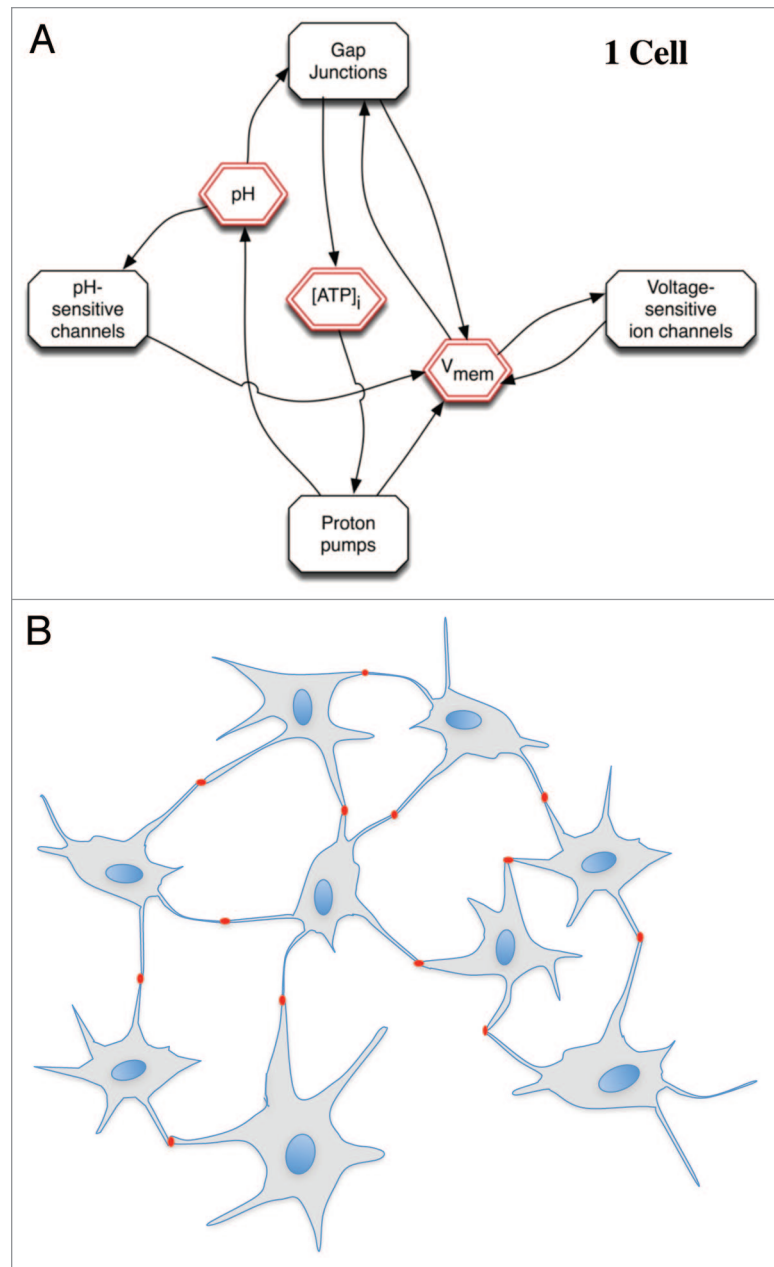 A
1 Cell
Gap
Junctions
pH
pH-
sensitive
channels
[ATP]i
Voltage-
sensitive
ion channels
Vmem
Proton
pumps
B